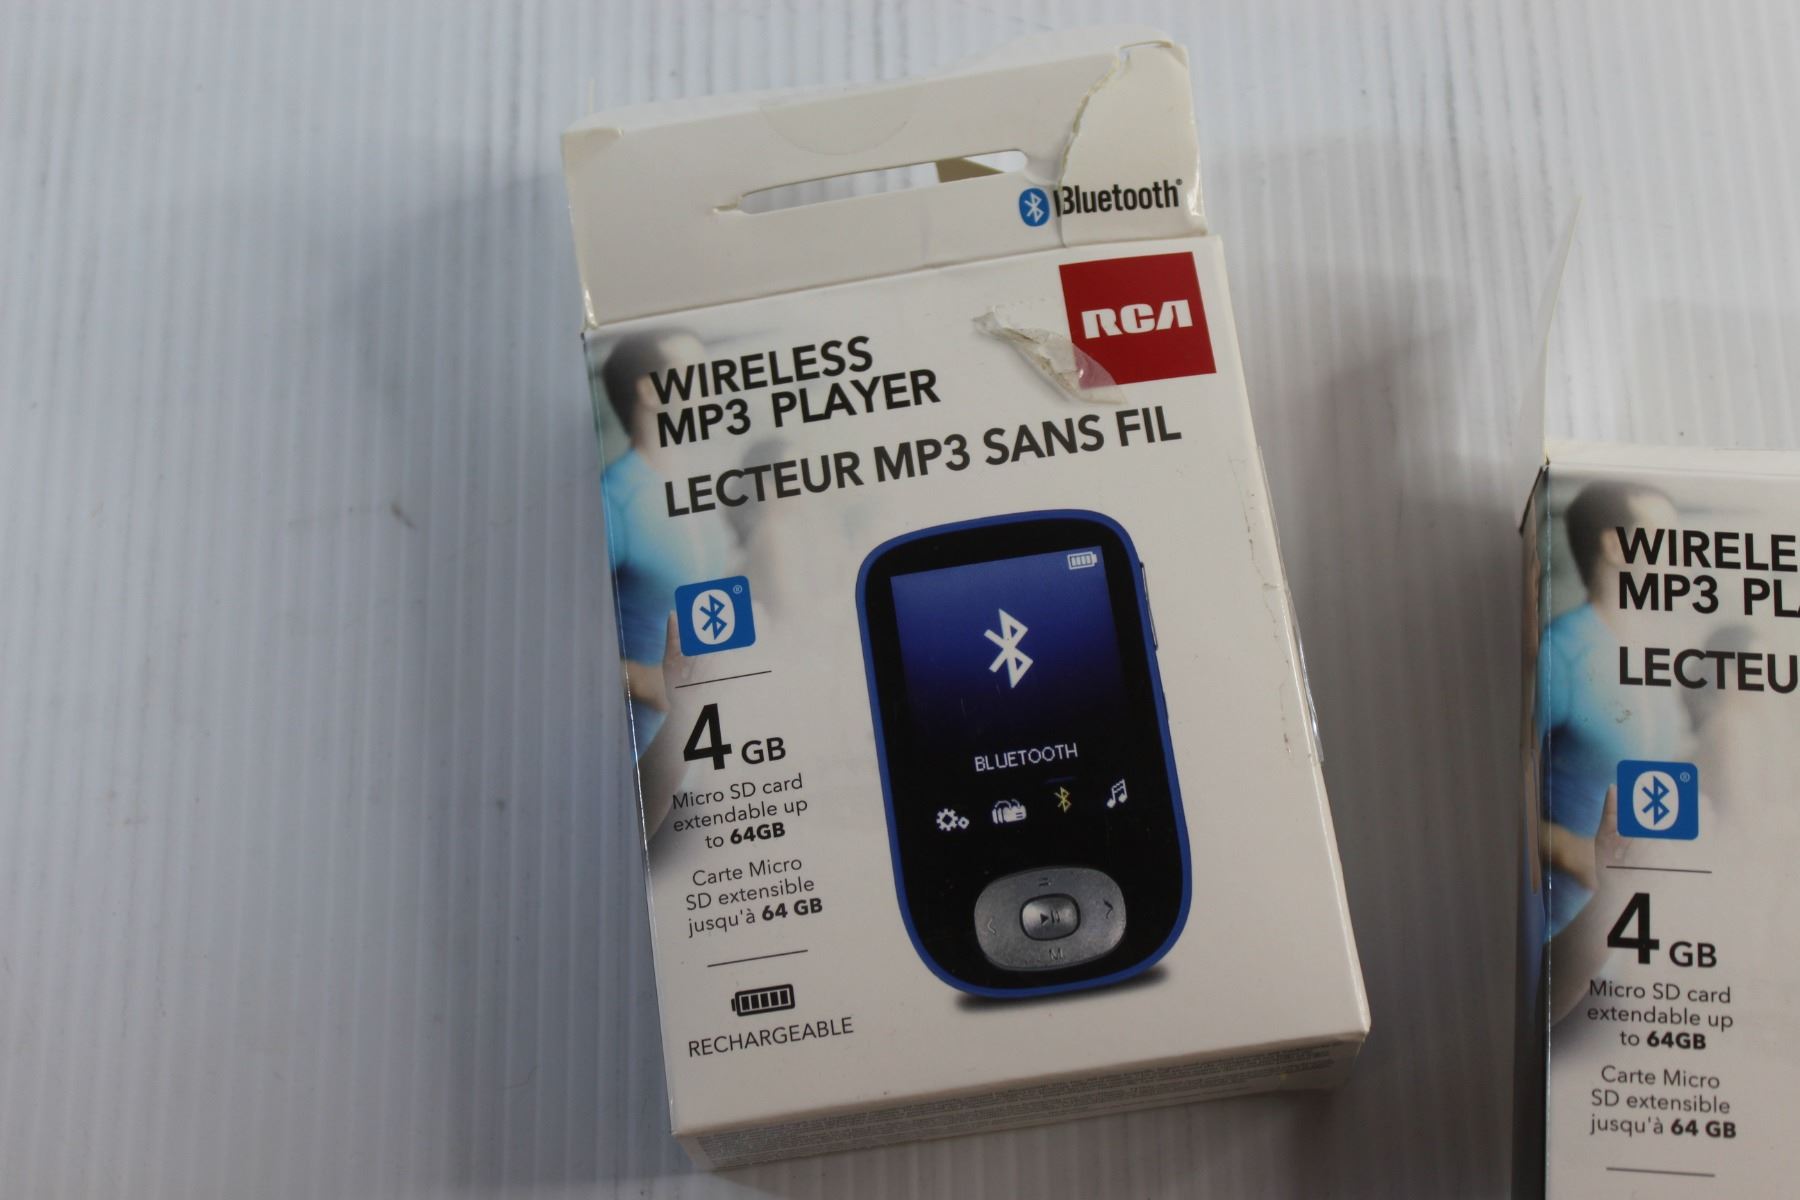 Bluetooth®
RCA
WIRELESS
MP3 PLAYER
LECTEUR MP3 SANS FIL
®
4 GB
Micro SD card
extendable up
to 64GB
Carte Micro
SD extensible
jusqu'à 64 GB
RECHARGEABLE
BLUETOOTH
M
WIRELE
MP3 PL
LECTEU
®
4 GB
Micro SD card
extendable up
to 64GB
Carte Micro
SD extensible
jusqu'à 64 GB